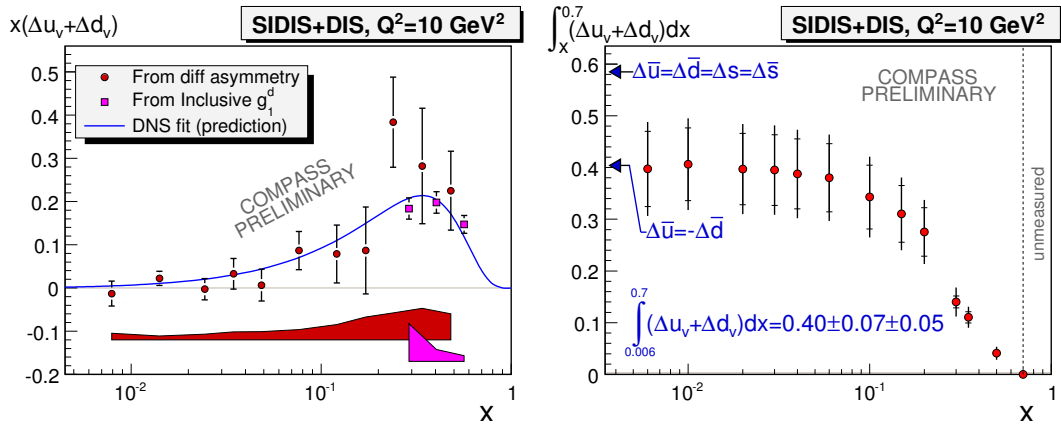 x(Δu_v+Δd_v)
SIDIS+DIS, Q²=10 GeV²
0.5
0.4
0.3
0.2
0.1
0
-0.1
-0.2
From diff asymmetry
From Inclusive g₁ᵈ
DNS fit (prediction)
COMPASS
PRELIMINARY
10⁻²
10⁻¹
1
x
∫_x^0.7 (Δu_v+Δd_v)dx
SIDIS+DIS, Q²=10 GeV²
0.6
0.5
0.4
0.3
0.2
0.1
0
Δu̅=Δd̅=Δs=Δs̅
COMPASS
PRELIMINARY
Δu̅=-Δd̅
unmeasured
∫_0.006^0.7 (Δu_v+Δd_v)dx=0.40±0.07±0.05
10⁻²
10⁻¹
1
x